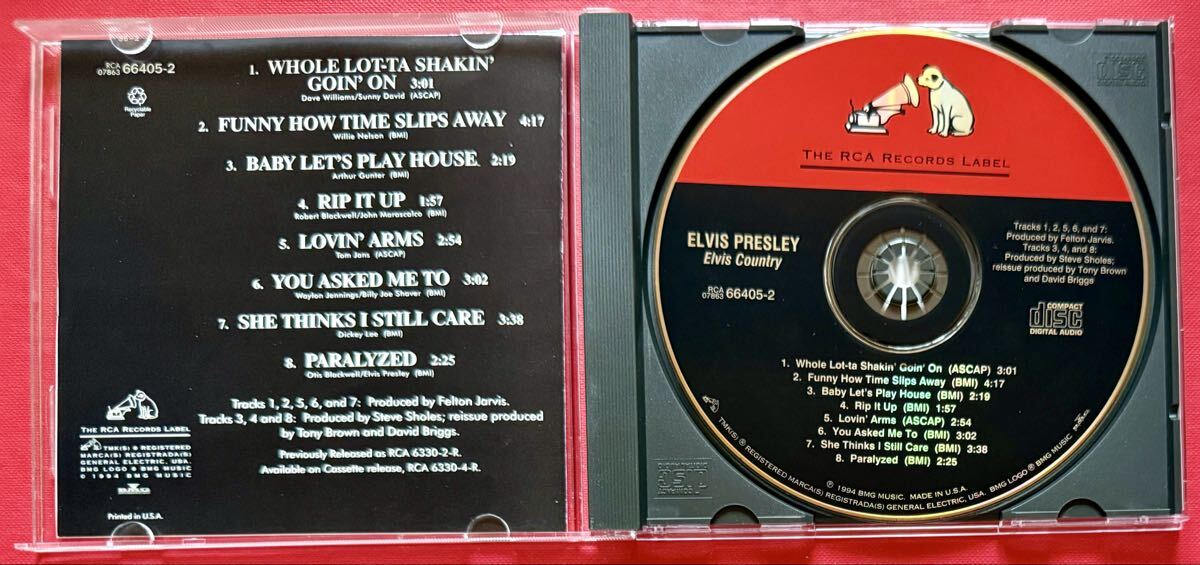 RCA
07863 66405-2
Recyclable
Paper
1. WHOLE LOT-TA SHAKIN'
GOIN' ON 3:01
Dave Williams/Sunny David (ASCAP)
2. FUNNY HOW TIME SLIPS AWAY 4:17
Willie Nelson (BMI)
3. BABY LET'S PLAY HOUSE 2:19
Arthur Gunter (BMI)
4. RIP IT UP 1:57
Robert Blackwell/John Marascalco (BMI)
5. LOVIN' ARMS 2:54
Tom Jans (ASCAP)
6. YOU ASKED ME TO 3:02
Waylon Jennings/Billy Joe Shaver (BMI)
7. SHE THINKS I STILL CARE 3:38
Dickey Lee (BMI)
8. PARALYZED 2:25
Otis Blackwell/Elvis Presley (BMI)
Tracks 1, 2, 5, 6, and 7: Produced by Felton Jarvis.
Tracks 3, 4 and 8: Produced by Steve Sholes; reissue produced
by Tony Brown and David Briggs.
Previously Released as RCA 6330-2-R.
Available on Cassette release, RCA 6330-4-R.
THE RCA RECORDS LABEL
TMK(S) ® REGISTERED
MARCA(S) REGISTRADA(S)
GENERAL ELECTRIC, USA.
BMG LOGO ® BMG MUSIC
© 1994 BMG MUSIC
BMG
Printed in U.S.A.
THE RCA RECORDS LABEL
ELVIS PRESLEY
Elvis Country
RCA
07863 66405-2
Tracks 1, 2, 5, 6, and 7:
Produced by Felton Jarvis.
Tracks 3, 4, and 8:
Produced by Steve Sholes;
reissue produced by Tony Brown
and David Briggs
COMPACT
disc
DIGITAL AUDIO
1. Whole Lot-ta Shakin' Goin' On (ASCAP) 3:01
2. Funny How Time Slips Away (BMI) 4:17
3. Baby Let's Play House (BMI) 2:19
4. Rip It Up (BMI) 1:57
5. Lovin' Arms (ASCAP) 2:54
6. You Asked Me To (BMI) 3:02
7. She Thinks I Still Care (BMI) 3:38
8. Paralyzed (BMI) 2:25
TMK(S) ® REGISTERED MARCA(S) REGISTRADA(S) GENERAL ELECTRIC, USA. BMG LOGO ® BMG MUSIC
℗ 1994 BMG MUSIC. MADE IN U.S.A.
COMPACT
disc
DIGITAL AUDIO